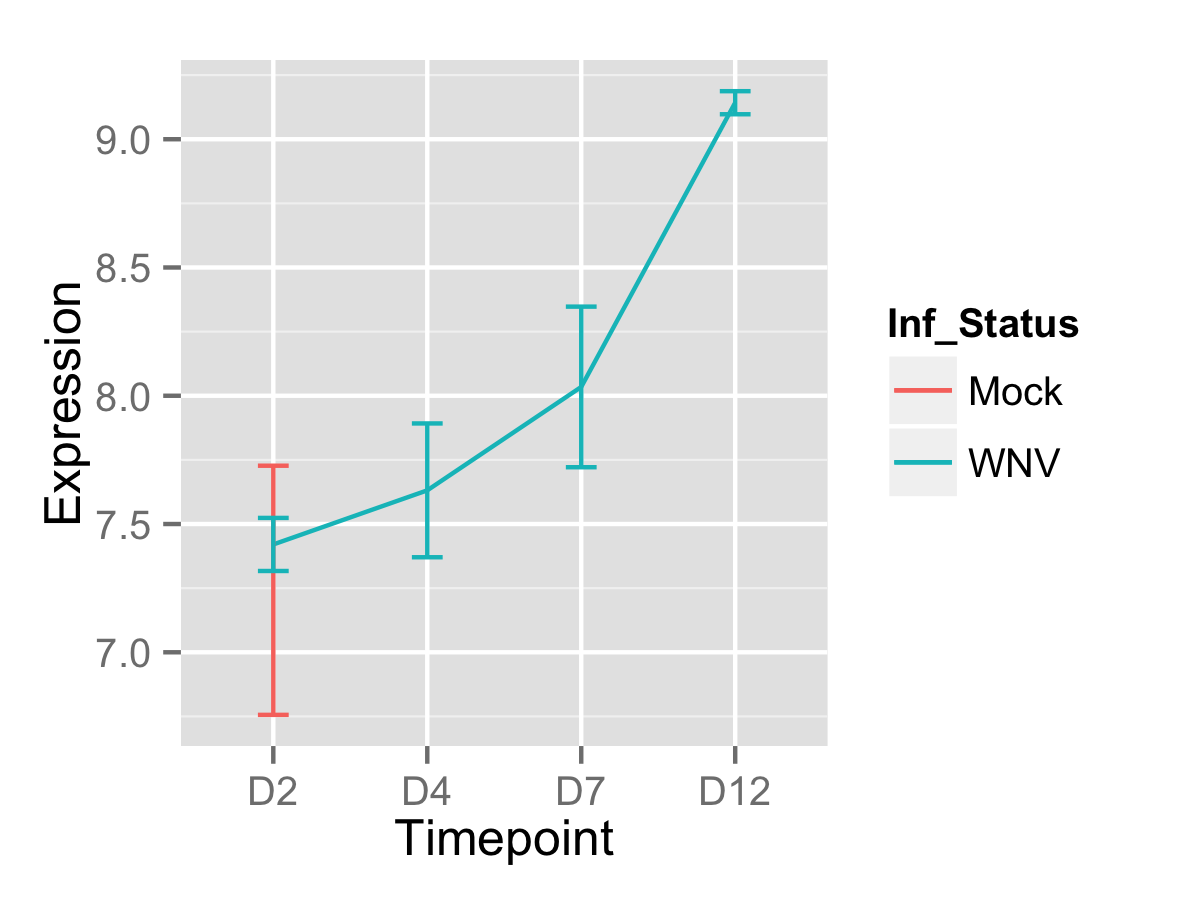 9.0
8.5
8.0
7.5
7.0
Expression
D2 D4 D7 D12
Timepoint
Inf_Status
Mock
WNV